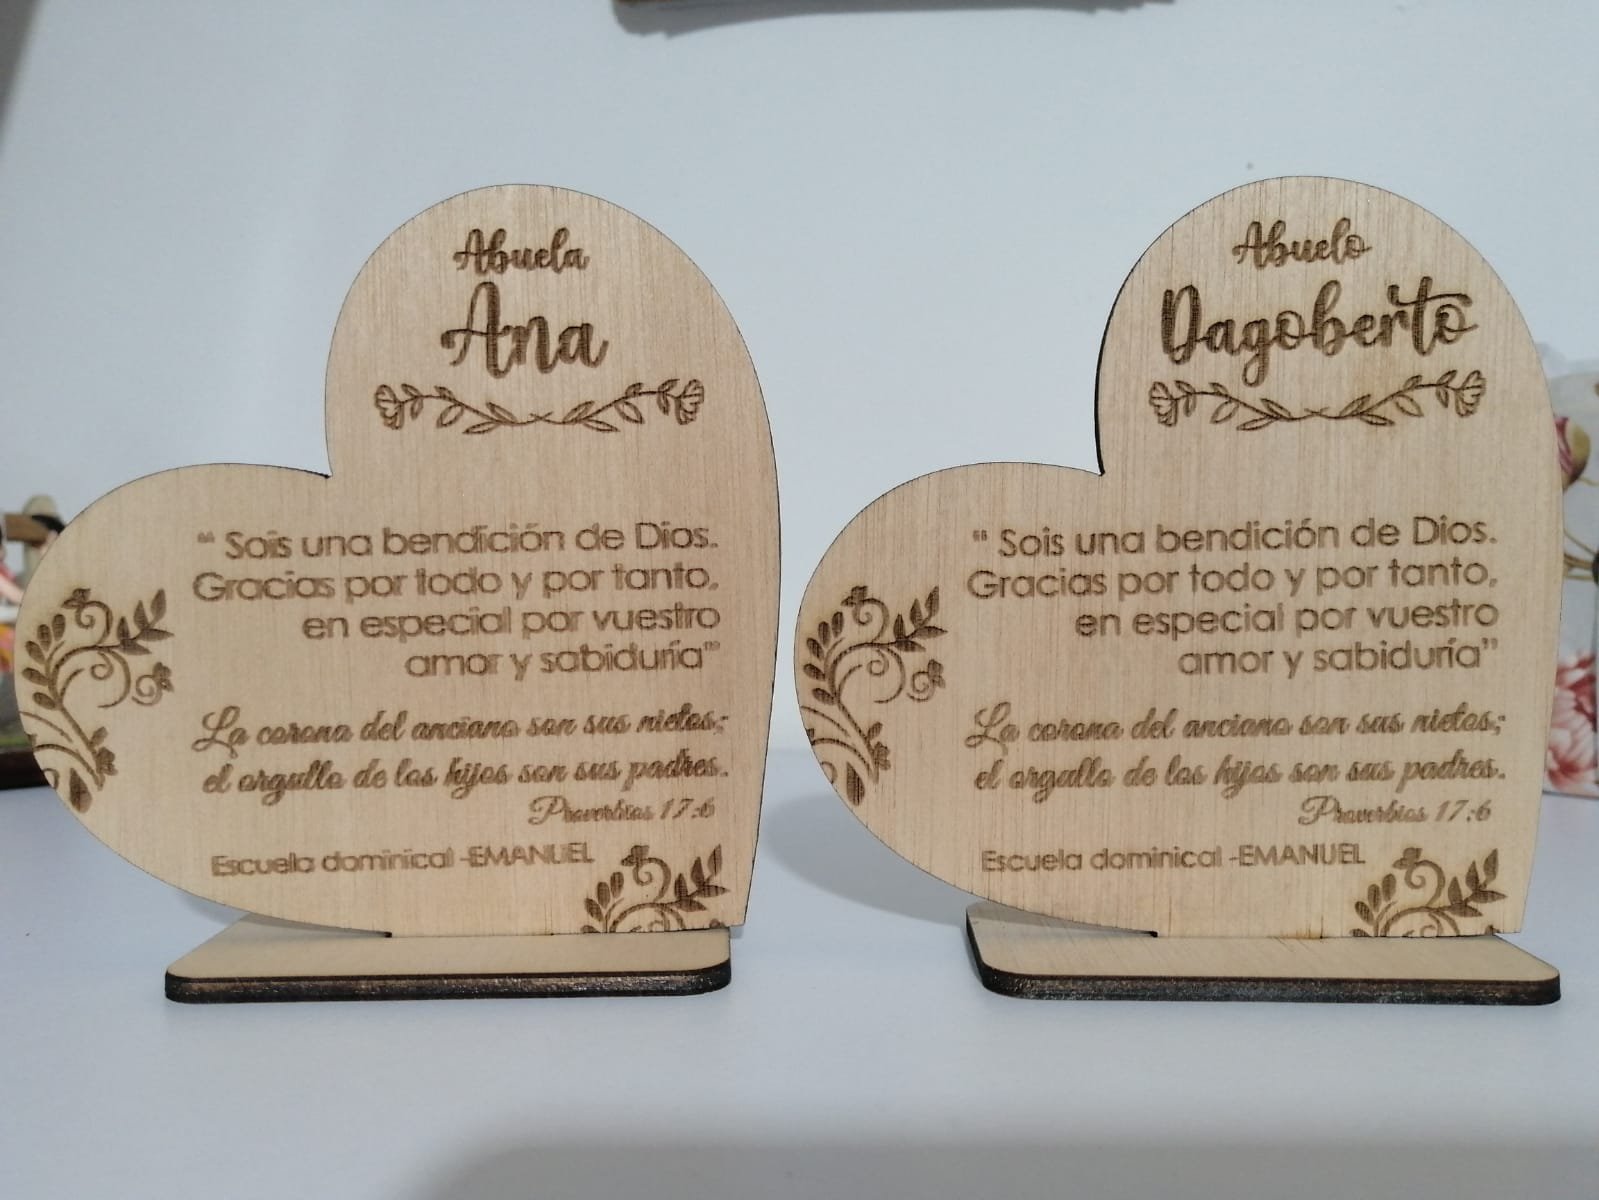 Abuela
Ana
“ Sois una bendición de Dios.
Gracias por todo y por tanto,
en especial por vuestro
amor y sabiduría”
La corona del anciano son sus nietos;
el orgullo de los hijos son sus padres.
Proverbios 17:6
Escuela dominical -EMANUEL
Abuelo
Dagoberto
“ Sois una bendición de Dios.
Gracias por todo y por tanto,
en especial por vuestro
amor y sabiduría”
La corona del anciano son sus nietos;
el orgullo de los hijos son sus padres.
Proverbios 17:6
Escuela dominical -EMANUEL